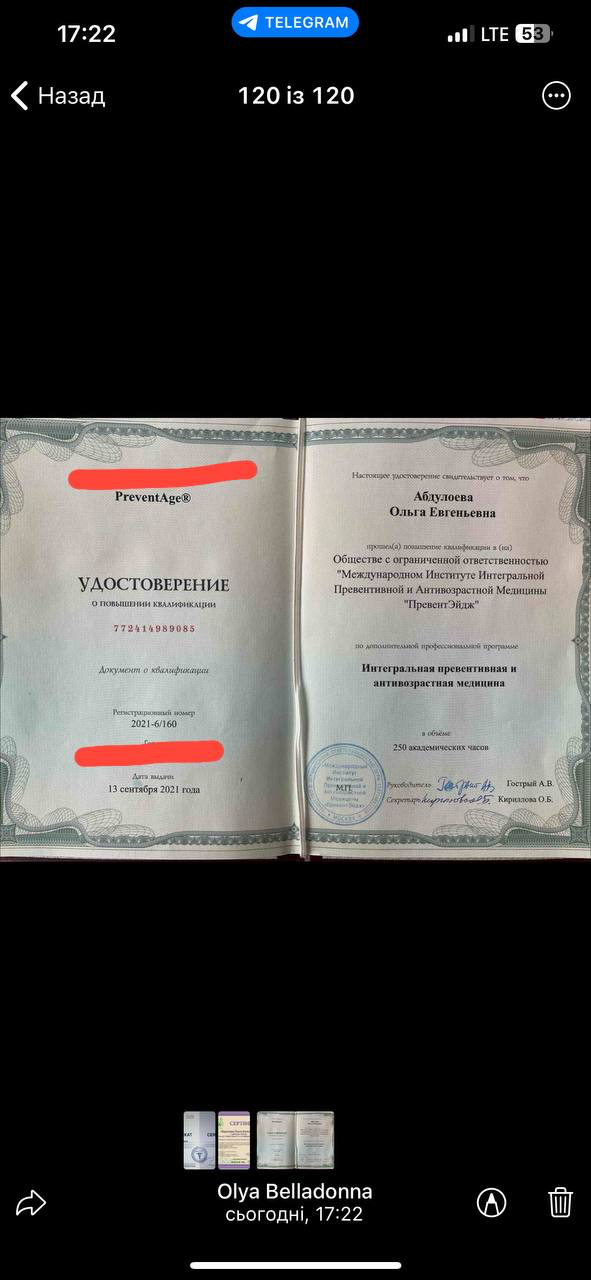 17:22
TELEGRAM
LTE
53
Назад
120 із 120
PreventAge®
УДОСТОВЕРЕНИЕ
О ПОВЫШЕНИИ КВАЛИФИКАЦИИ
772414989085
Документ о квалификации
Регистрационный номер
2021-6/160
Дата выдачи
13 сентября 2021 года
Настоящее удостоверение свидетельствует о том, что
Абдулоева
Ольга Евгеньевна
прошел(а) повышение квалификации в (на)
Обществе с ограниченной ответственностью
"Международном Институте Интегральной
Превентивной и Антивозрастной Медицины
"ПревентЭйдж"
по дополнительной профессиональной программе
Интегральная превентивная и
антивозрастная медицина
в объёме
250 академических часов
«Международный
Институт
Интегральной
Превентивной и
Антивозрастной
Медицины
«ПревентЭйдж»
МОСКВА
МП
Руководитель
Гострый А.В.
Секретарь
Кириллова О.Б.
Olya Belladonna
сьогодні, 17:22